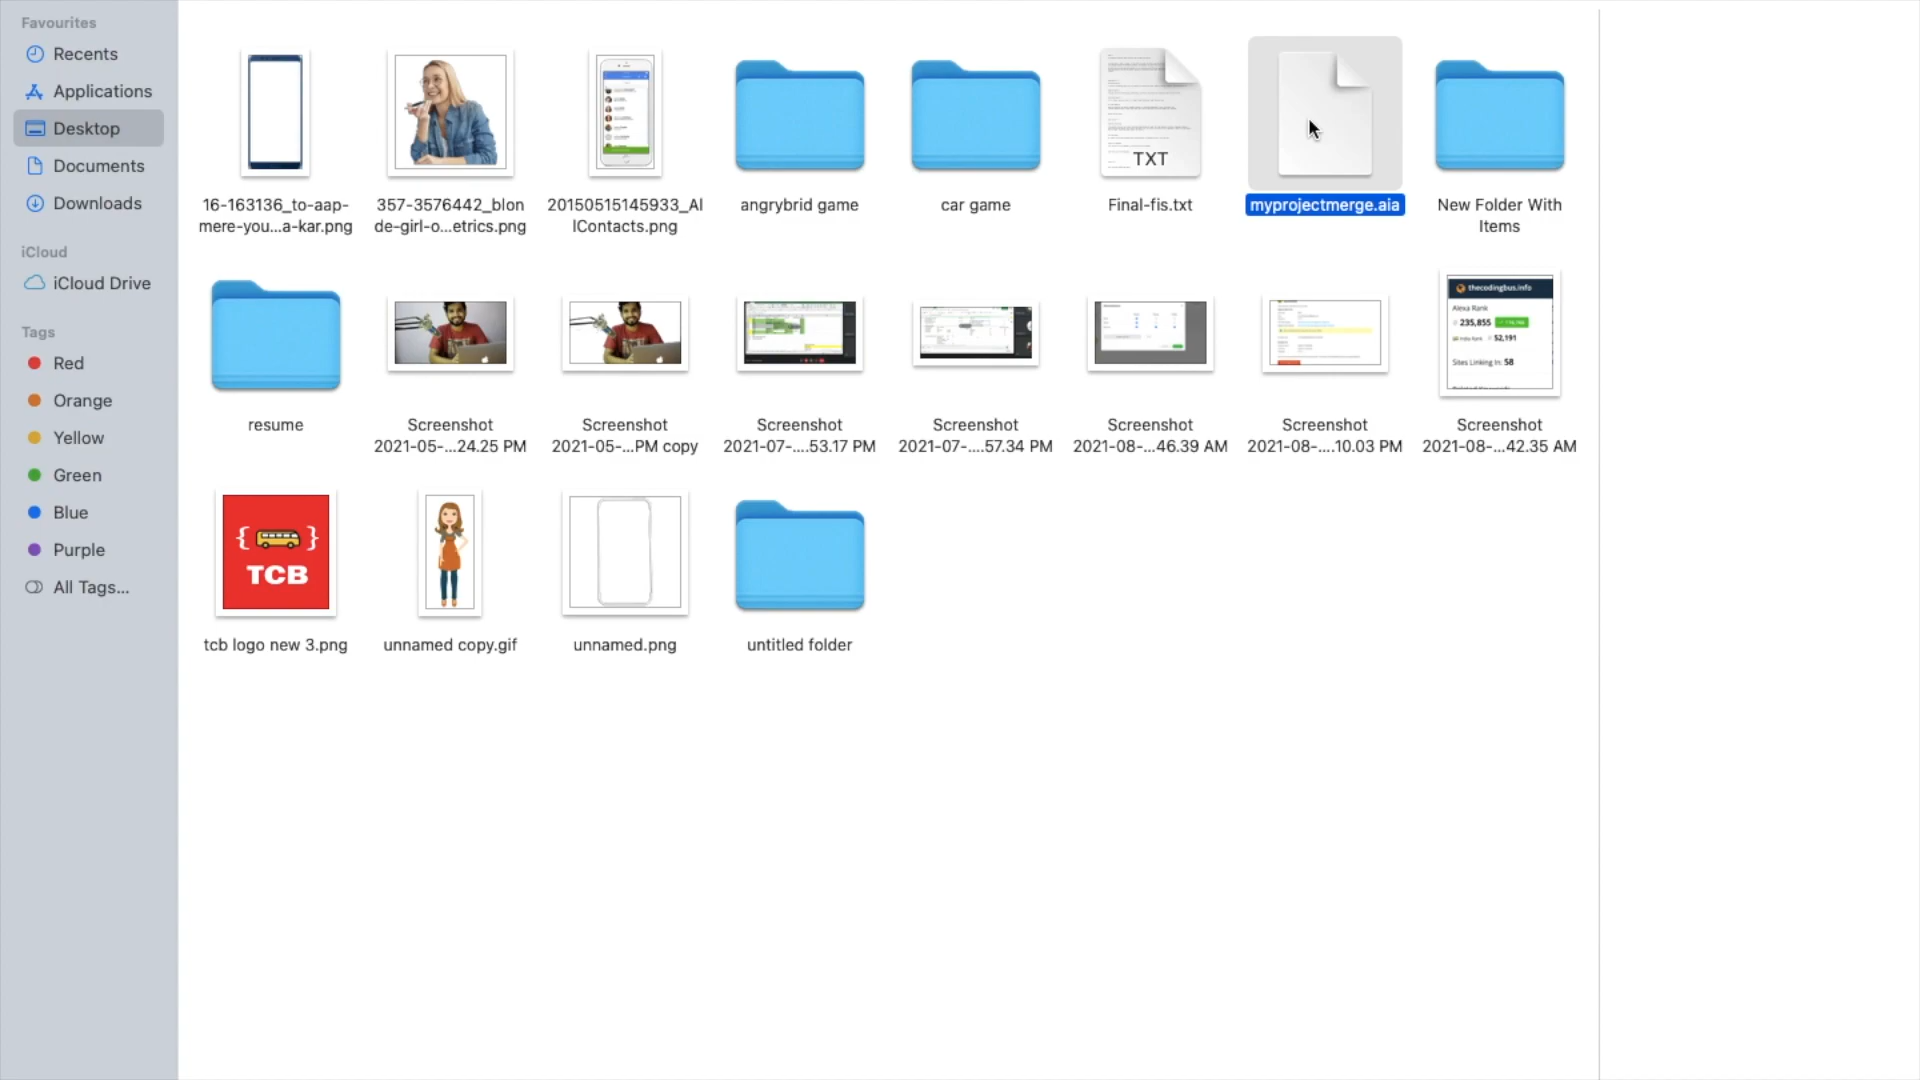 Favourites
Recents
Applications
Desktop
Documents
Downloads
iCloud
iCloud Drive
Tags
Red
Orange
Yellow
Green
Blue
Purple
All Tags...
TXT
16-163136_to-aap-
mere-you...a-kar.png
357-3576442_blon
de-girl-o...etrics.png
20150515145933_Al
lContacts.png
angrybrid game
car game
Final-fis.txt
myprojectmerge.aia
New Folder With
Items
thecodingbus.info
Alexa Rank
235,855
52,191
Sites Linking In: 58
resume
Screenshot
2021-05-...24.25 PM
Screenshot
2021-05-...PM copy
Screenshot
2021-07-....53.17 PM
Screenshot
2021-07-....57.34 PM
Screenshot
2021-08-...46.39 AM
Screenshot
2021-08-....10.03 PM
Screenshot
2021-08-...42.35 AM
{ }
TCB
tcb logo new 3.png
unnamed copy.gif
unnamed.png
untitled folder